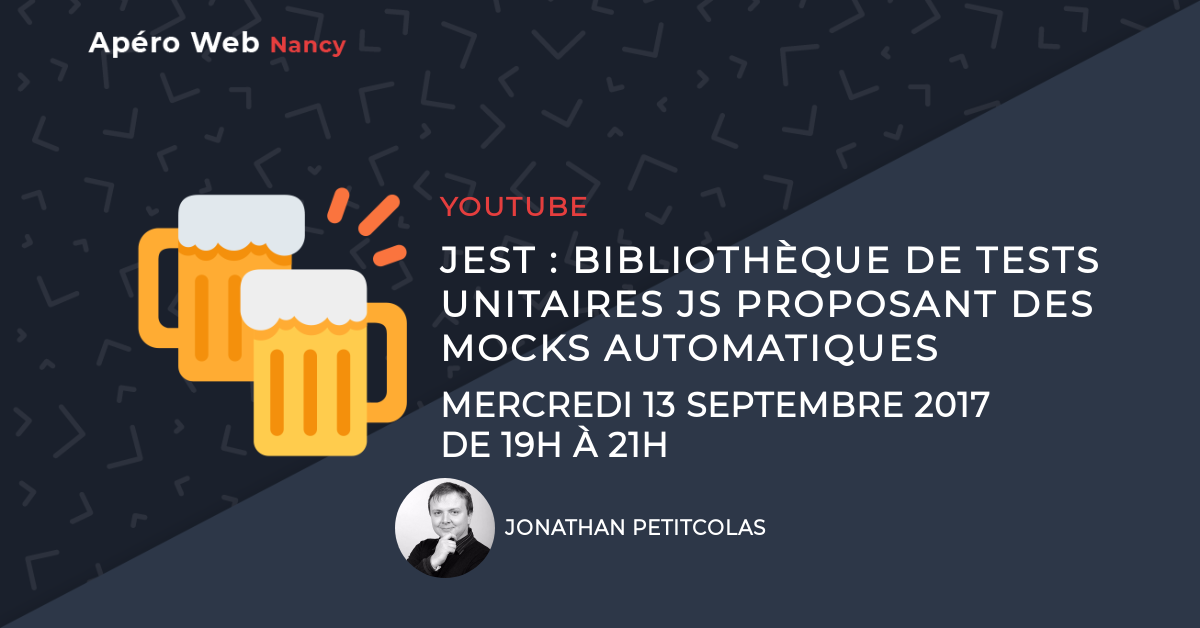 Apéro Web Nancy
YOUTUBE
JEST : BIBLIOTHÈQUE DE TESTS
UNITAIRES JS PROPOSANT DES
MOCKS AUTOMATIQUES
MERCREDI 13 SEPTEMBRE 2017
DE 19H À 21H
JONATHAN PETITCOLAS